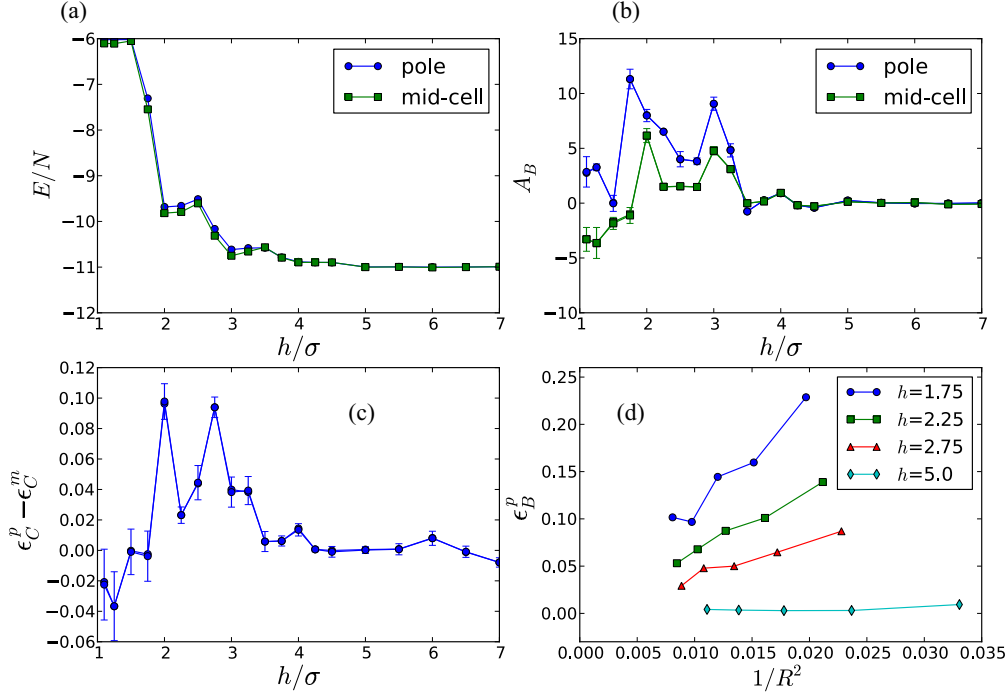 (a)
(b)
−6
−7
−8
−9
−10
−11
−12
E/N
pole
mid-cell
1 2 3 4 5 6 7
h/σ
15
10
5
0
−5
−10
A_B
pole
mid-cell
1 2 3 4 5 6 7
h/σ
0.12
0.10
0.08
0.06
0.04
0.02
0.00
−0.02
−0.04
−0.06
ϵ_C^p − ϵ_C^m
(c)
1 2 3 4 5 6 7
h/σ
0.25
0.20
0.15
0.10
0.05
0.00
ϵ_B^p
(d)
h=1.75
h=2.25
h=2.75
h=5.0
0.000 0.005 0.010 0.015 0.020 0.025 0.030 0.035
1/R^2